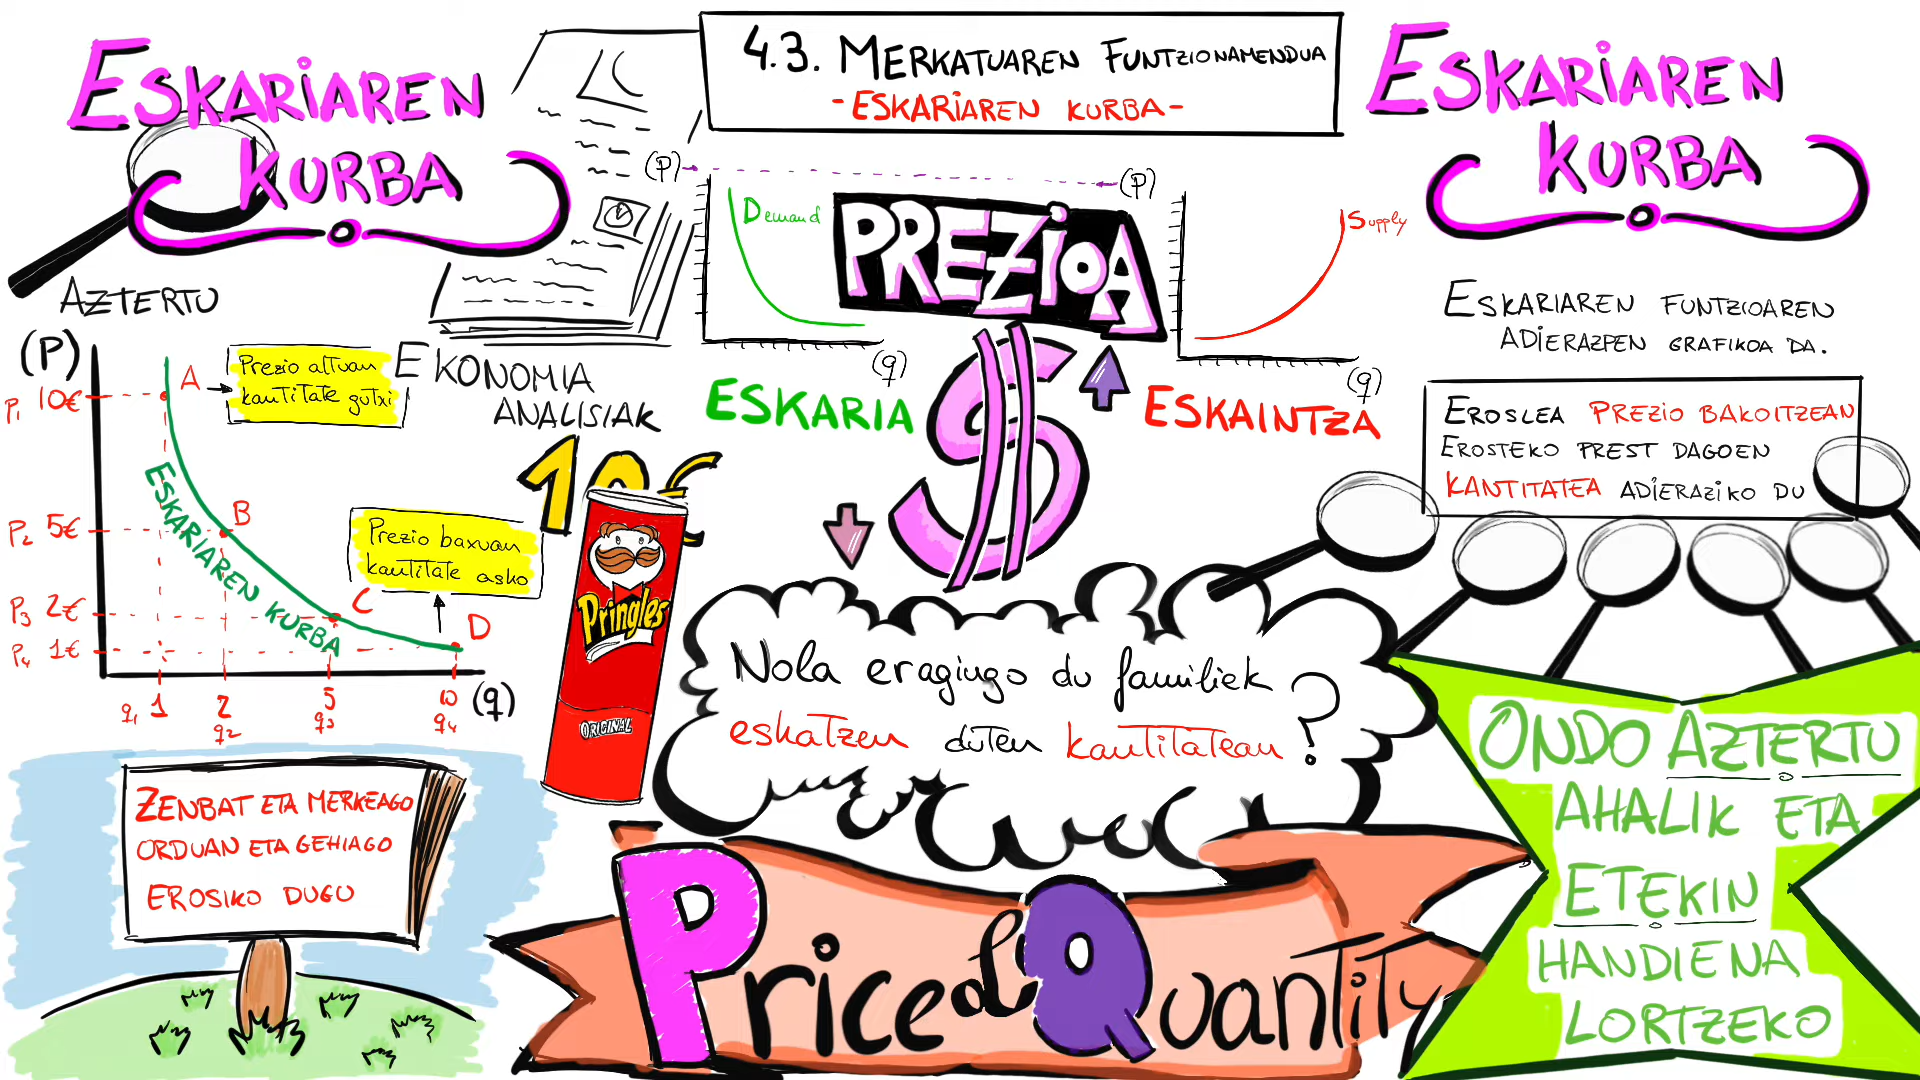 4.3. MERKATUAREN FUNTZIONAMENDUA
-ESKARIAREN KURBA-
ESKARIAREN
KURBA
AZTERTU
EKONOMIA
ANALISIAK
(P)
P1 10€
P2 5€
P3 2€
P4 1€
A
B
C
D
Prezio altuan
kantitate gutxi
Prezio baxuan
kantitate asko
ESKARIAREN KURBA
1 2 5 10 (q)
q1 q2 q3 q4
ZENBAT ETA MERKEAGO
ORDUAN ETA GEHIAGO
EROSIKO DUGU
10€
Pringles
ORIGINAL
(P)
Demand
(q)
ESKARIA
PREZIOA
$
(P)
Supply
(q)
ESKAINTZA
Nola eragingo du familiek
eskatzen duten kantitatean?
Price & Quantity
ESKARIAREN
KURBA
ESKARIAREN FUNTZIOAREN
ADIERAZPEN GRAFIKOA DA.
EROSLEA PREZIO BAKOITZEAN
EROSTEKO PREST DAGOEN
KANTITATEA ADIERAZIKO DU
ONDO AZTERTU
AHALIK ETA
ETEKIN
HANDIENA
LORTZEKO